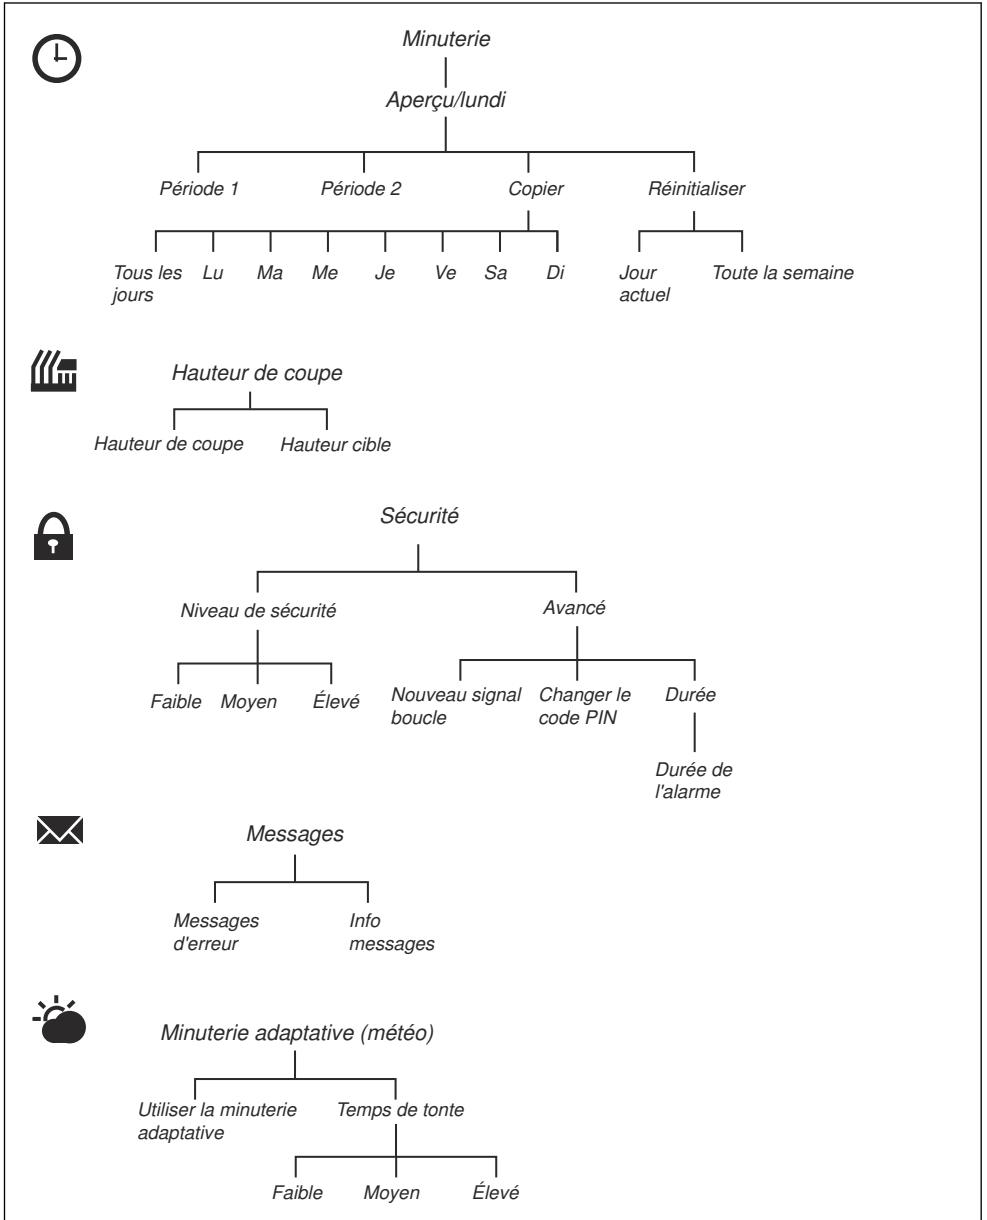 Minuterie
Aperçu/lundi
Période 1 Période 2 Copier Réinitialiser
Tous les jours Lu Ma Me Je Ve Sa Di Jour actuel Toute la semaine
Hauteur de coupe
Hauteur de coupe Hauteur cible
Sécurité
Niveau de sécurité Avancé
Faible Moyen Élevé Nouveau signal boucle Changer le code PIN Durée
Durée de
l'alarme
Messages
Messages d'erreur Info messages
Minuterie adaptative (météo)
Utiliser la minuterie adaptative Temps de tonte
Faible Moyen Élevé